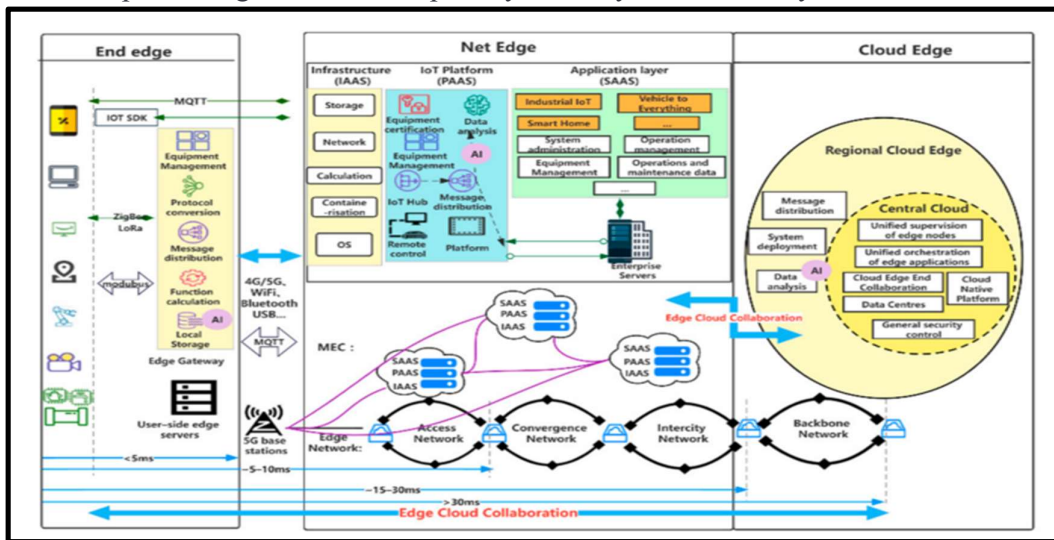 End edge
MQTT
IOT SDK
Equipment
Management
Protocol
conversion
ZigBee
LoRa
Message
distribution
modubus
Function
calculation
AI
Local
Storage
Edge Gateway
User-side edge
servers
4G/5G、
WiFi、
Bluetooth
USB...
MQTT
5G base
stations
Net Edge
Infrastructure
(IAAS)
Storage
Network
Calculation
Containe
-risation
OS
IoT Platform
(PAAS)
Equipment
certification
Data
analysis
Equipment
Management
AI
IoT Hub
Message,
distribution
Remote
control
Platform
Application layer
(SAAS)
Industrial IoT
Vehicle to
Everything
Smart Home
...
System
administration
Operation
management
Equipment
Management
Operations and
maintenance data
...
Enterprise
Servers
MEC :
SAAS
PAAS
IAAS
SAAS
PAAS
IAAS
SAAS
PAAS
IAAS
Edge Cloud Collaboration
Edge
Network:
Access
Network
Convergence
Network
Intercity
Network
Backbone
Network
Cloud Edge
Regional Cloud Edge
Message
distribution
System
deployment
AI
Data
analysis
Central Cloud
Unified supervision
of edge nodes
Unified orchestration
of edge applications
Cloud Edge End
Collaboration
Cloud
Native
Platform
Data Centres
General security
control
<5ms
~5-10ms
~15-30ms
>30ms
Edge Cloud Collaboration